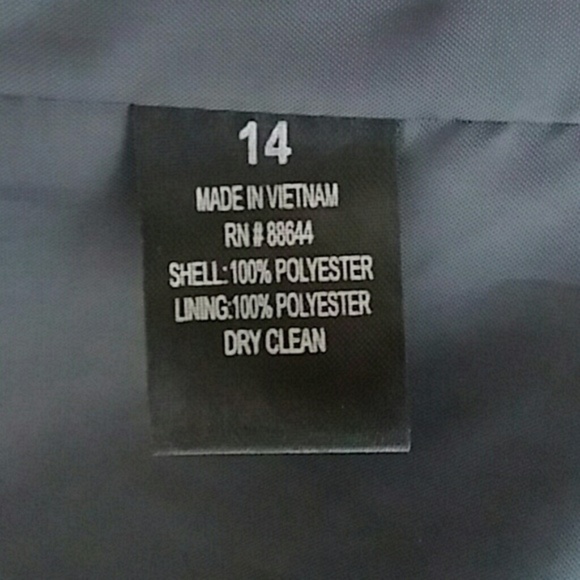 14
MADE IN VIETNAM
RN # 88644
SHELL: 100% POLYESTER
LINING:100% POLYESTER
DRY CLEAN